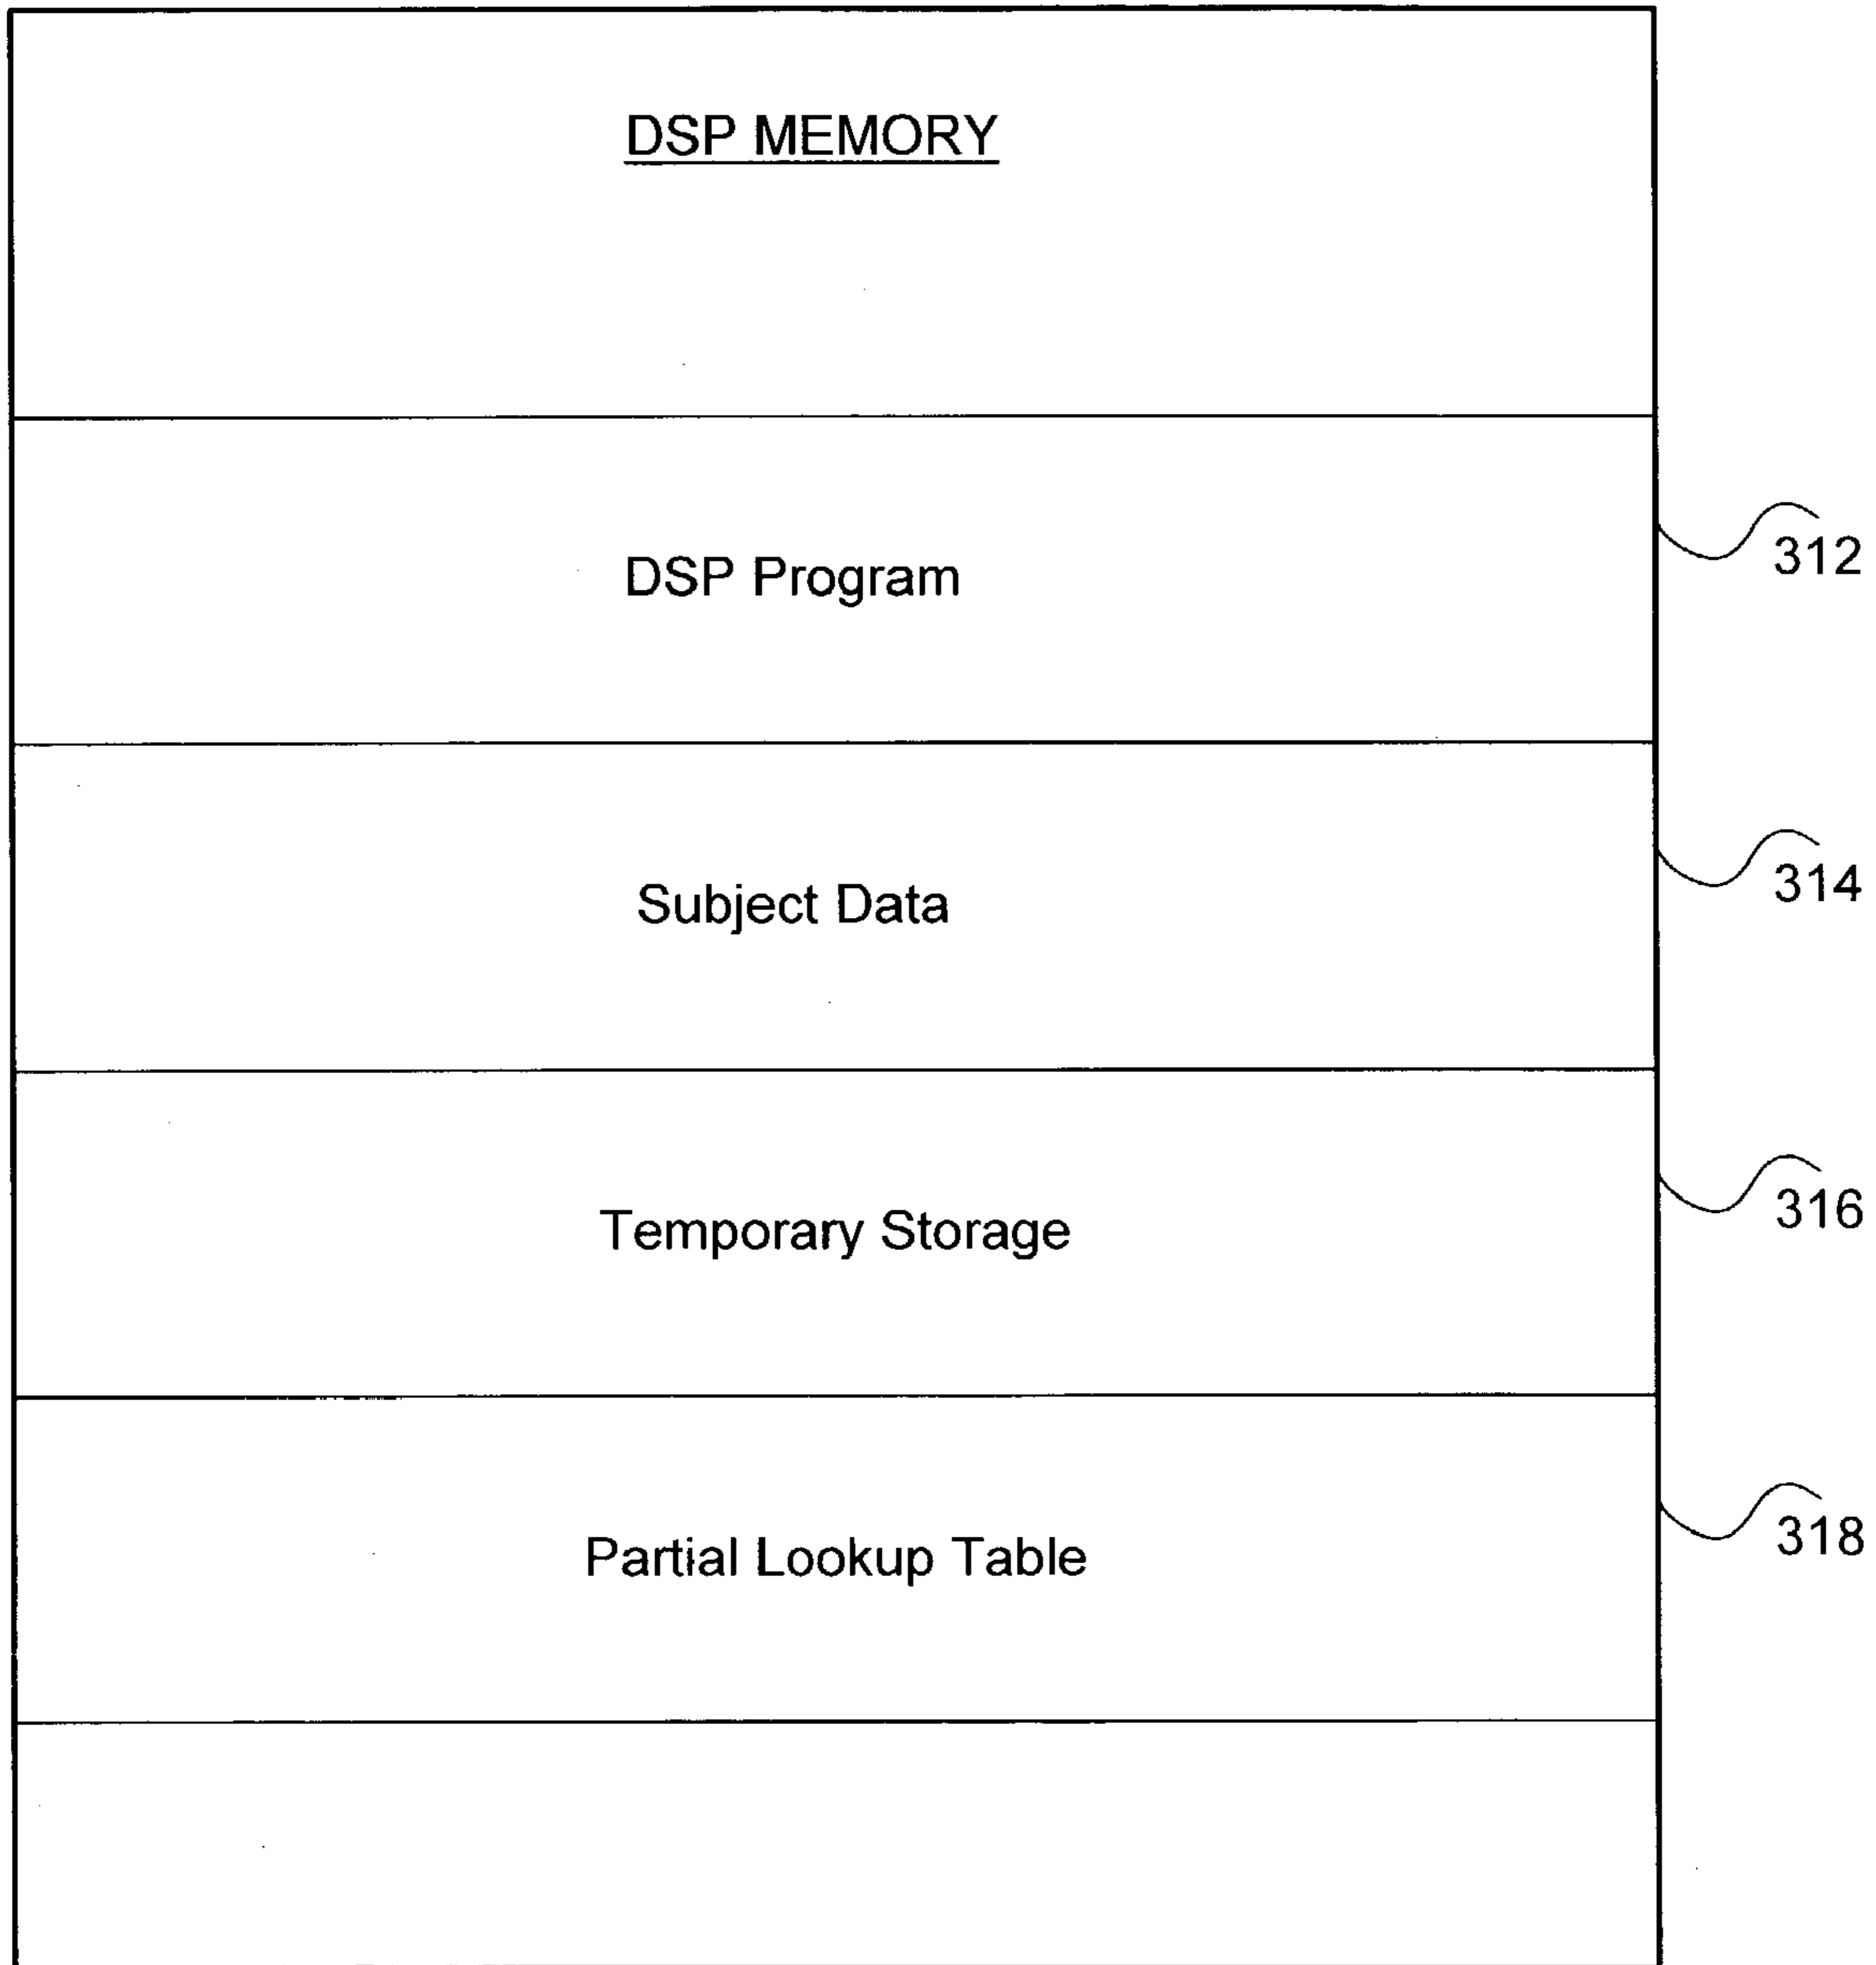 DSP MEMORY
DSP Program
312
Subject Data
314
Temporary Storage
316
Partial Lookup Table
318